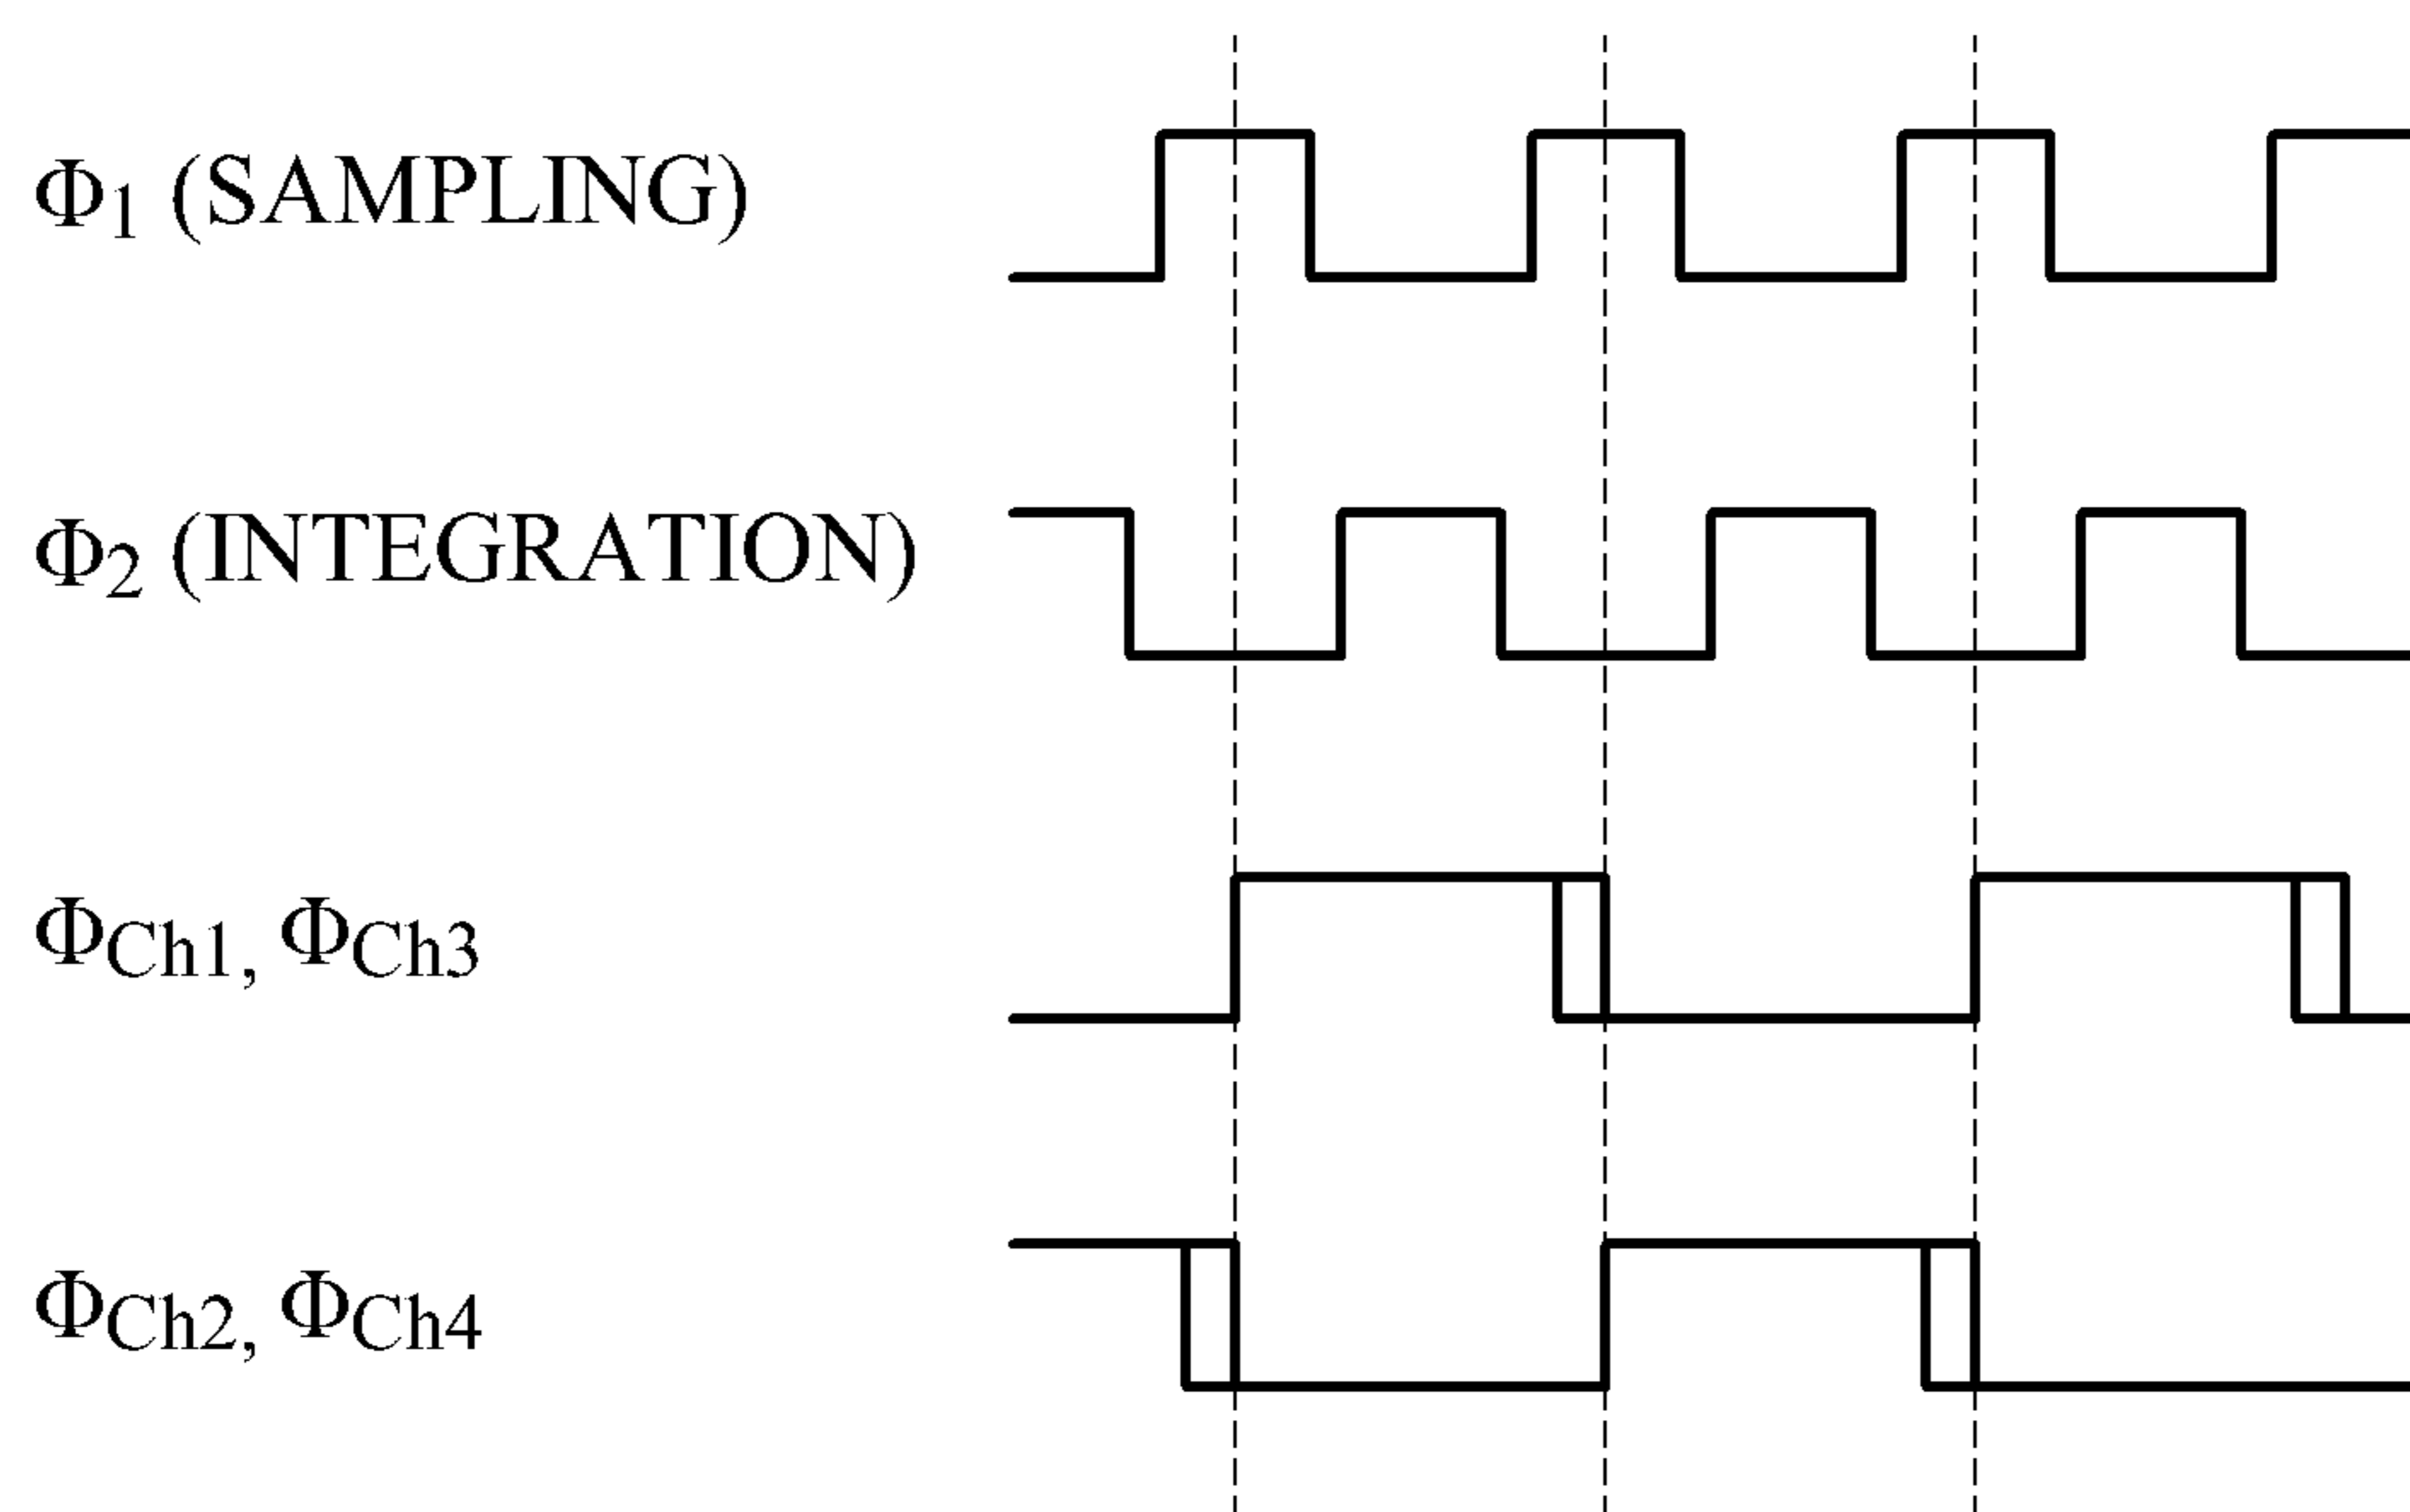 Φ1 (SAMPLING)
Φ2 (INTEGRATION)
ΦCh1, ΦCh3
ΦCh2, ΦCh4